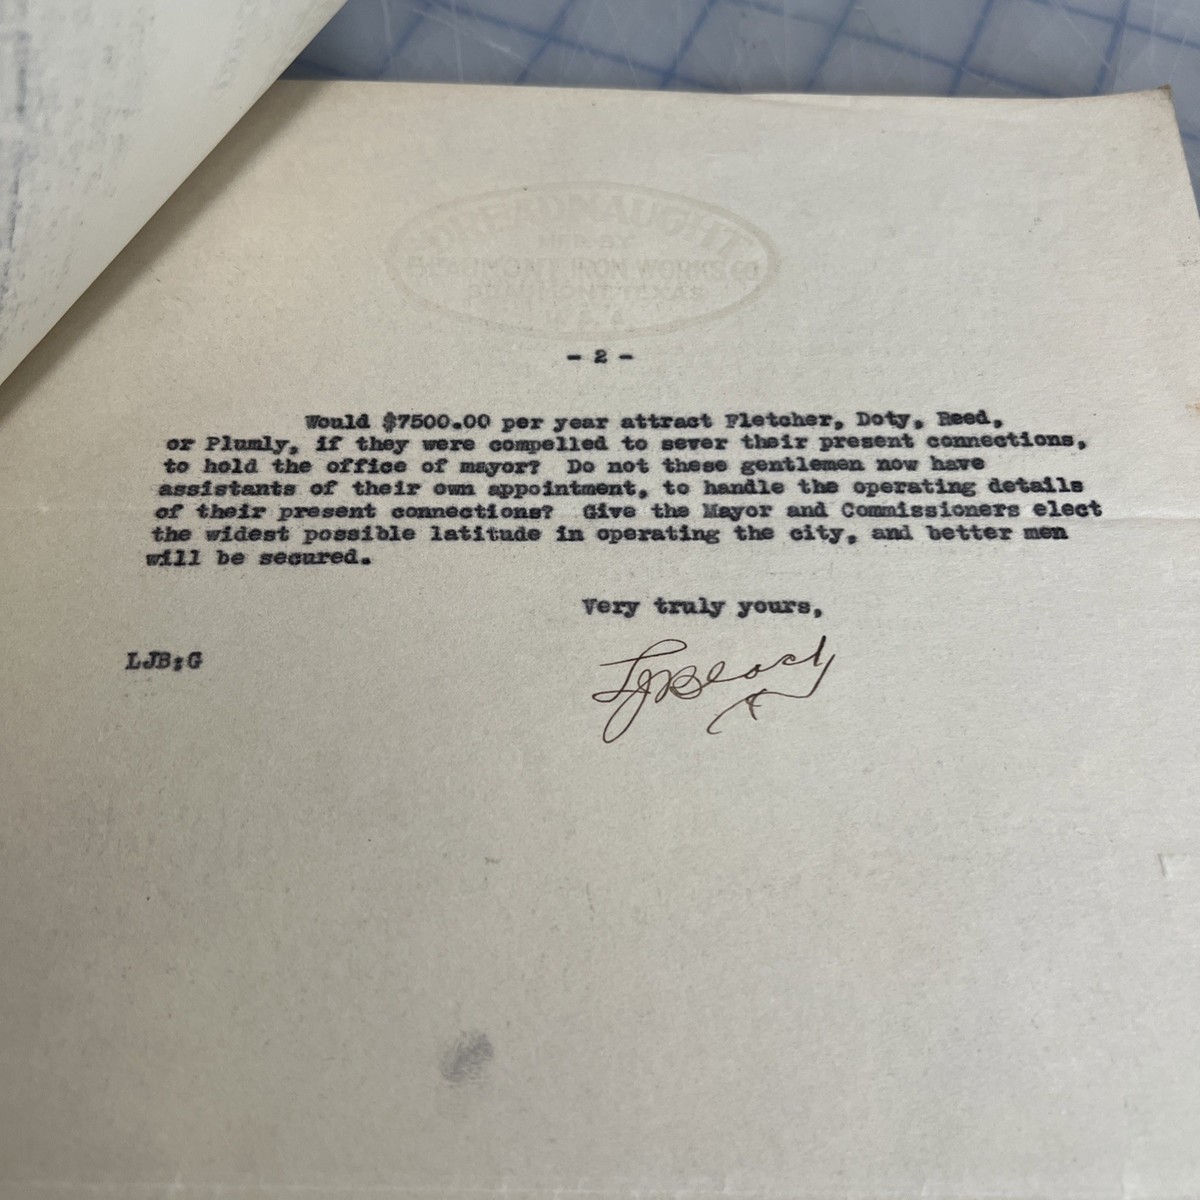 DREADNAUGHT
MFD BY
BEAUMONT IRON WORKS CO
BEAUMONT TEXAS
U. S. A.
- 2 -
Would $7500.00 per year attract Fletcher, Doty, Reed,
or Plumly, if they were compelled to sever their present connections,
to hold the office of mayor? Do not these gentlemen now have
assistants of their own appointment, to handle the operating details
of their present connections? Give the Mayor and Commissioners elect
the widest possible latitude in operating the city, and better men
will be secured.
Very truly yours,
LJB;G
LJBlack